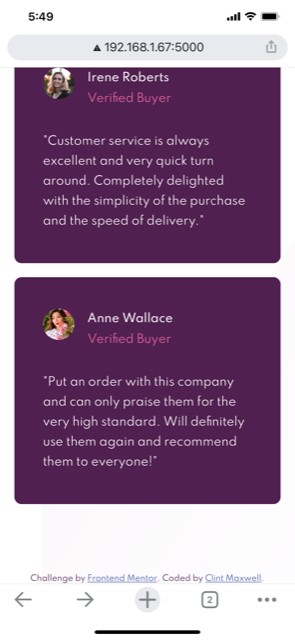 5:49
192.168.1.67:5000
Irene Roberts
Verified Buyer
"Customer service is always
excellent and very quick turn
around. Completely delighted
with the simplicity of the purchase
and the speed of delivery."
Anne Wallace
Verified Buyer
"Put an order with this company
and can only praise them for the
very high standard. Will definitely
use them again and recommend
them to everyone!"
Challenge by Frontend Mentor. Coded by Clint Maxwell.
2